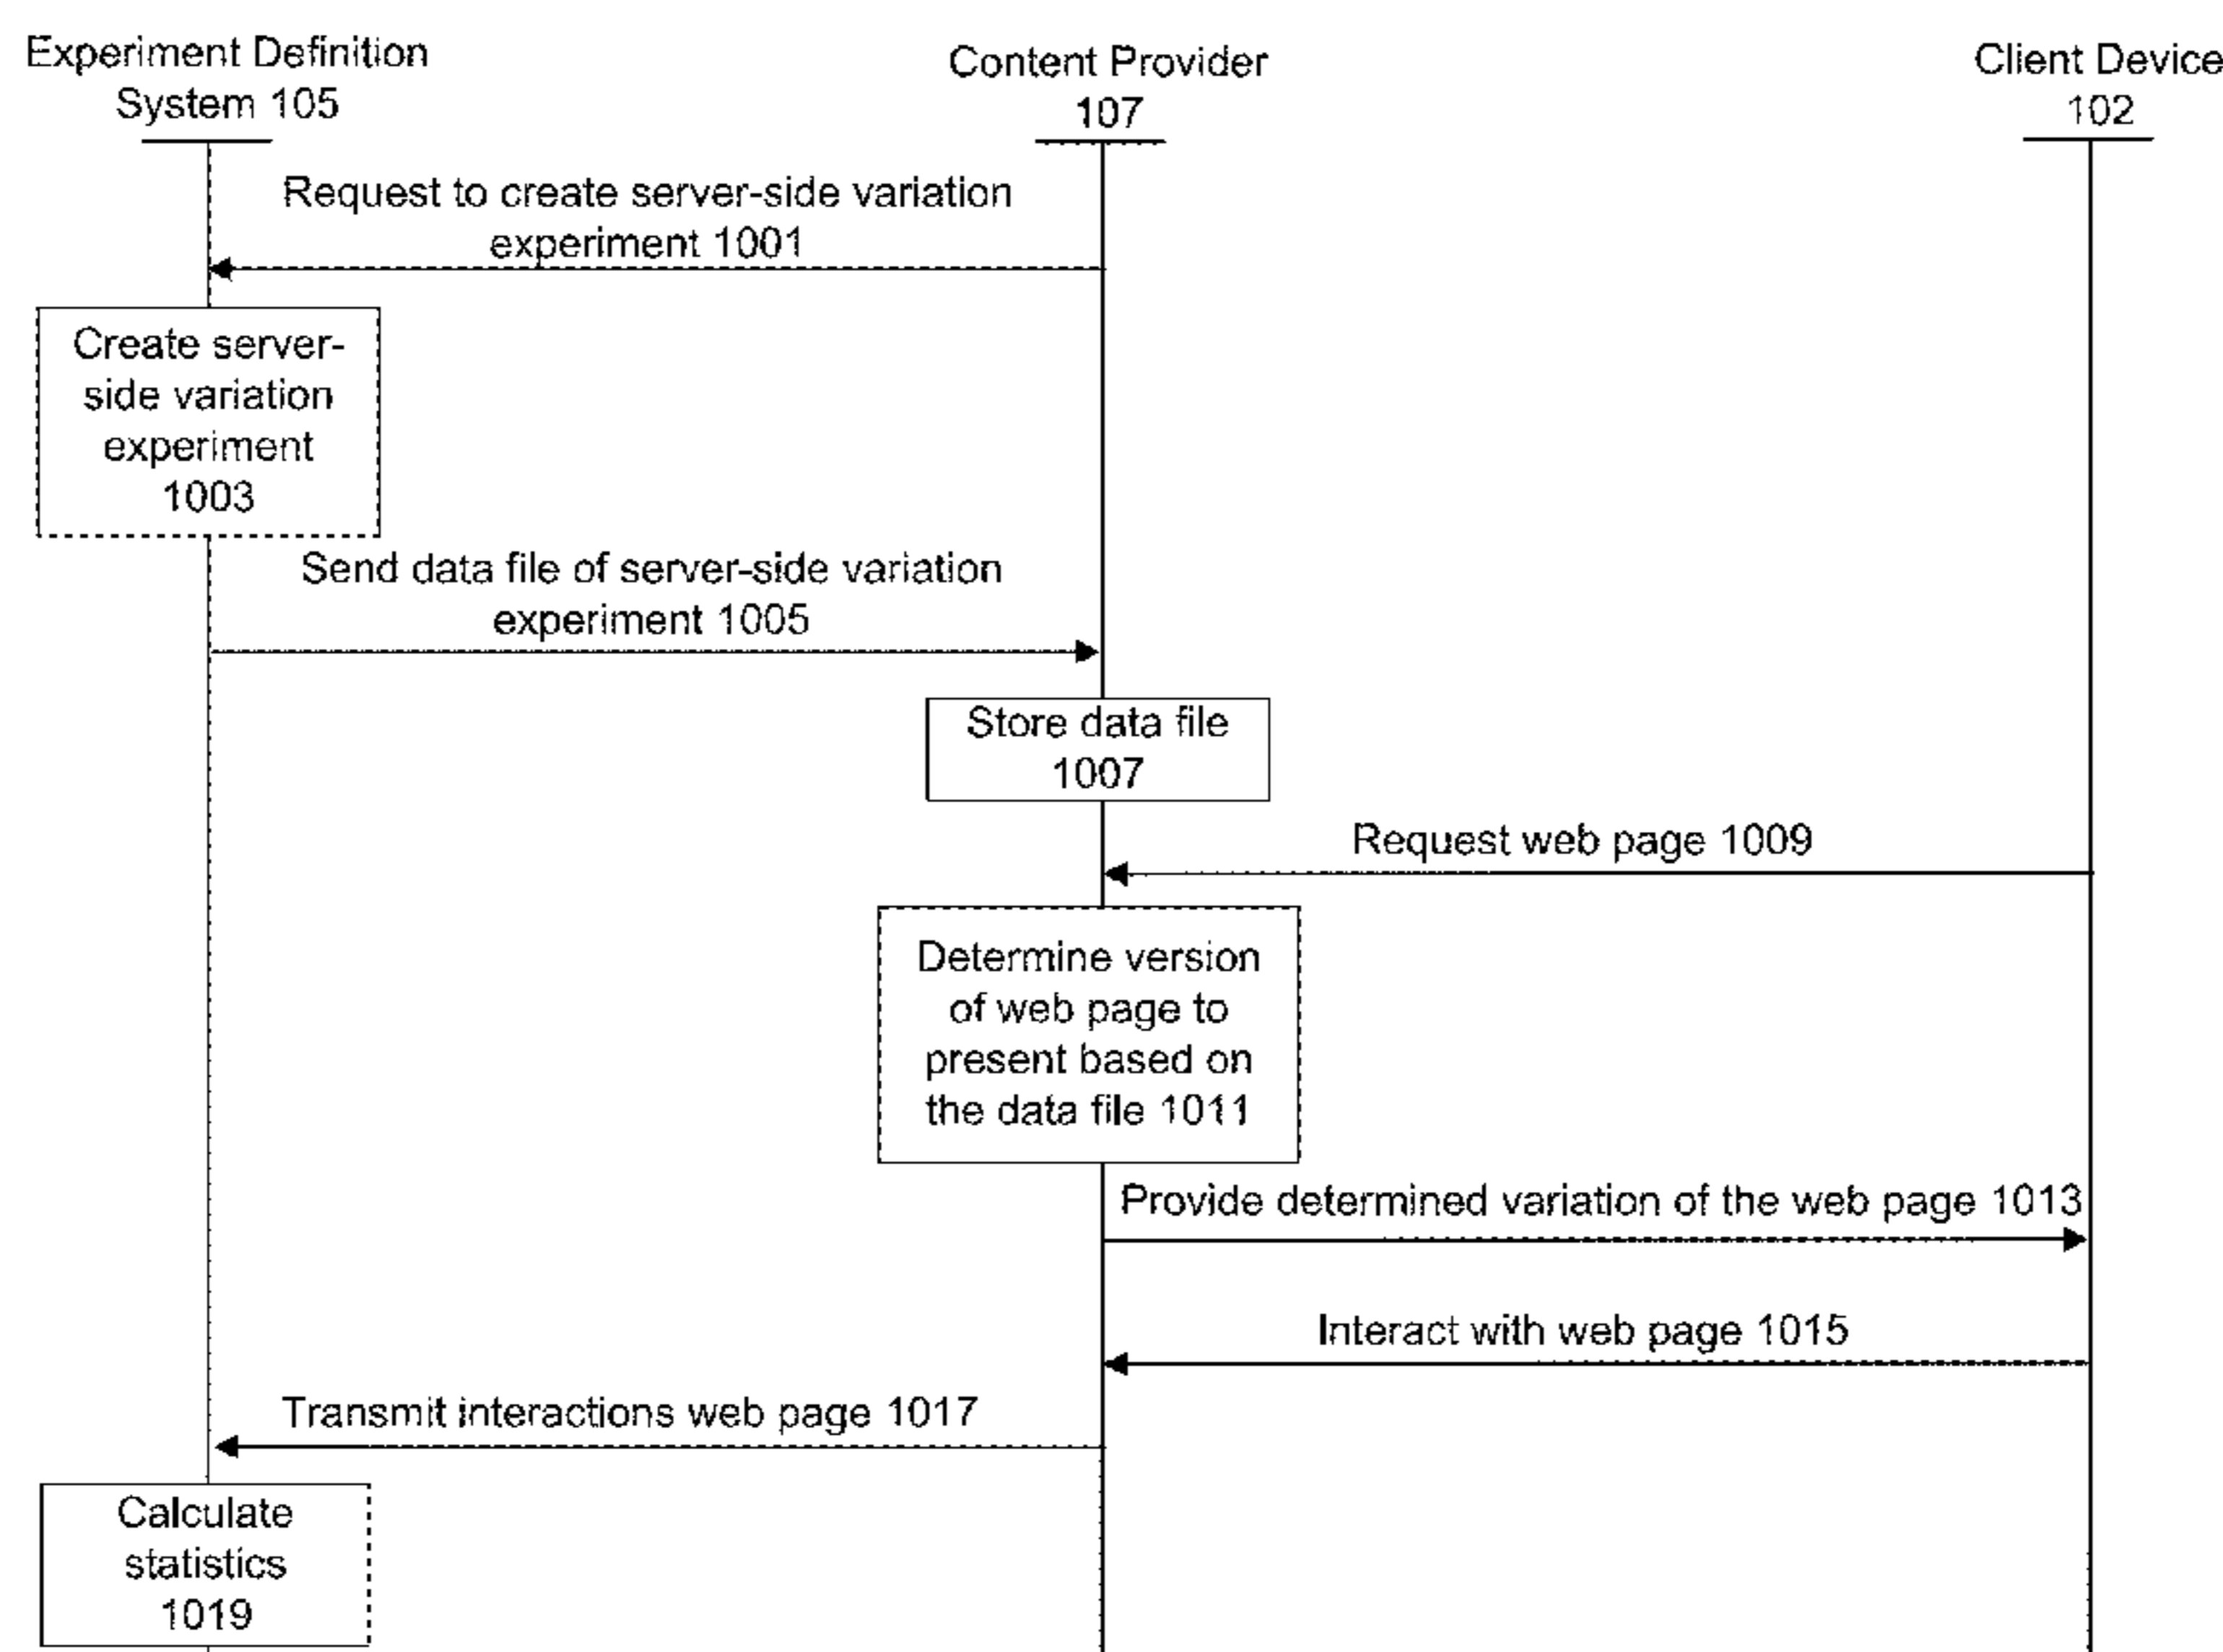 Experiment Definition
System 105
Content Provider
107
Client Device
102
Request to create server-side variation
experiment 1001
Create server-
side variation
experiment
1003
Send data file of server-side variation
experiment 1005
Store data file
1007
Request web page 1009
Determine version
of web page to
present based on
the data file 1011
Provide determined variation of the web page 1013
Interact with web page 1015
Transmit interactions web page 1017
Calculate
statistics
1019